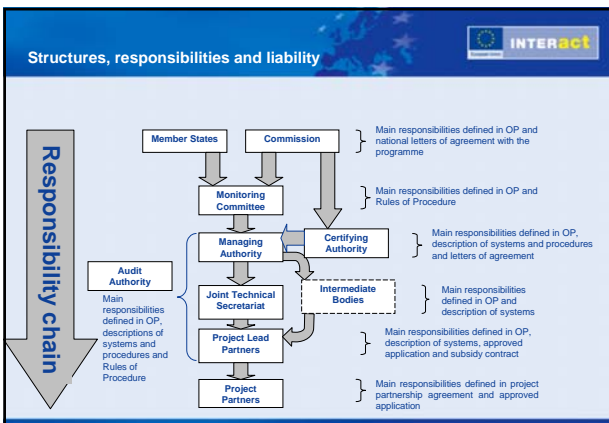 Structures, responsibilities and liability
INTERact
Responsibility chain
Member States
Commission
Main responsibilities defined in OP and
national letters of agreement with the
programme
Monitoring
Committee
Main responsibilities defined in OP and
Rules of Procedure
Managing
Authority
Certifying
Authority
Main responsibilities defined in OP,
description of systems and procedures
and letters of agreement
Audit
Authority
Main
responsibilities
defined in OP,
descriptions of
systems and
procedures and
Rules of
Procedure
Joint Technical
Secretariat
Intermediate
Bodies
Main responsibilities
defined in OP and
description of systems
Project Lead
Partners
Main responsibilities defined in OP,
description of systems, approved
application and subsidy contract
Project
Partners
Main responsibilities defined in project
partnership agreement and approved
application